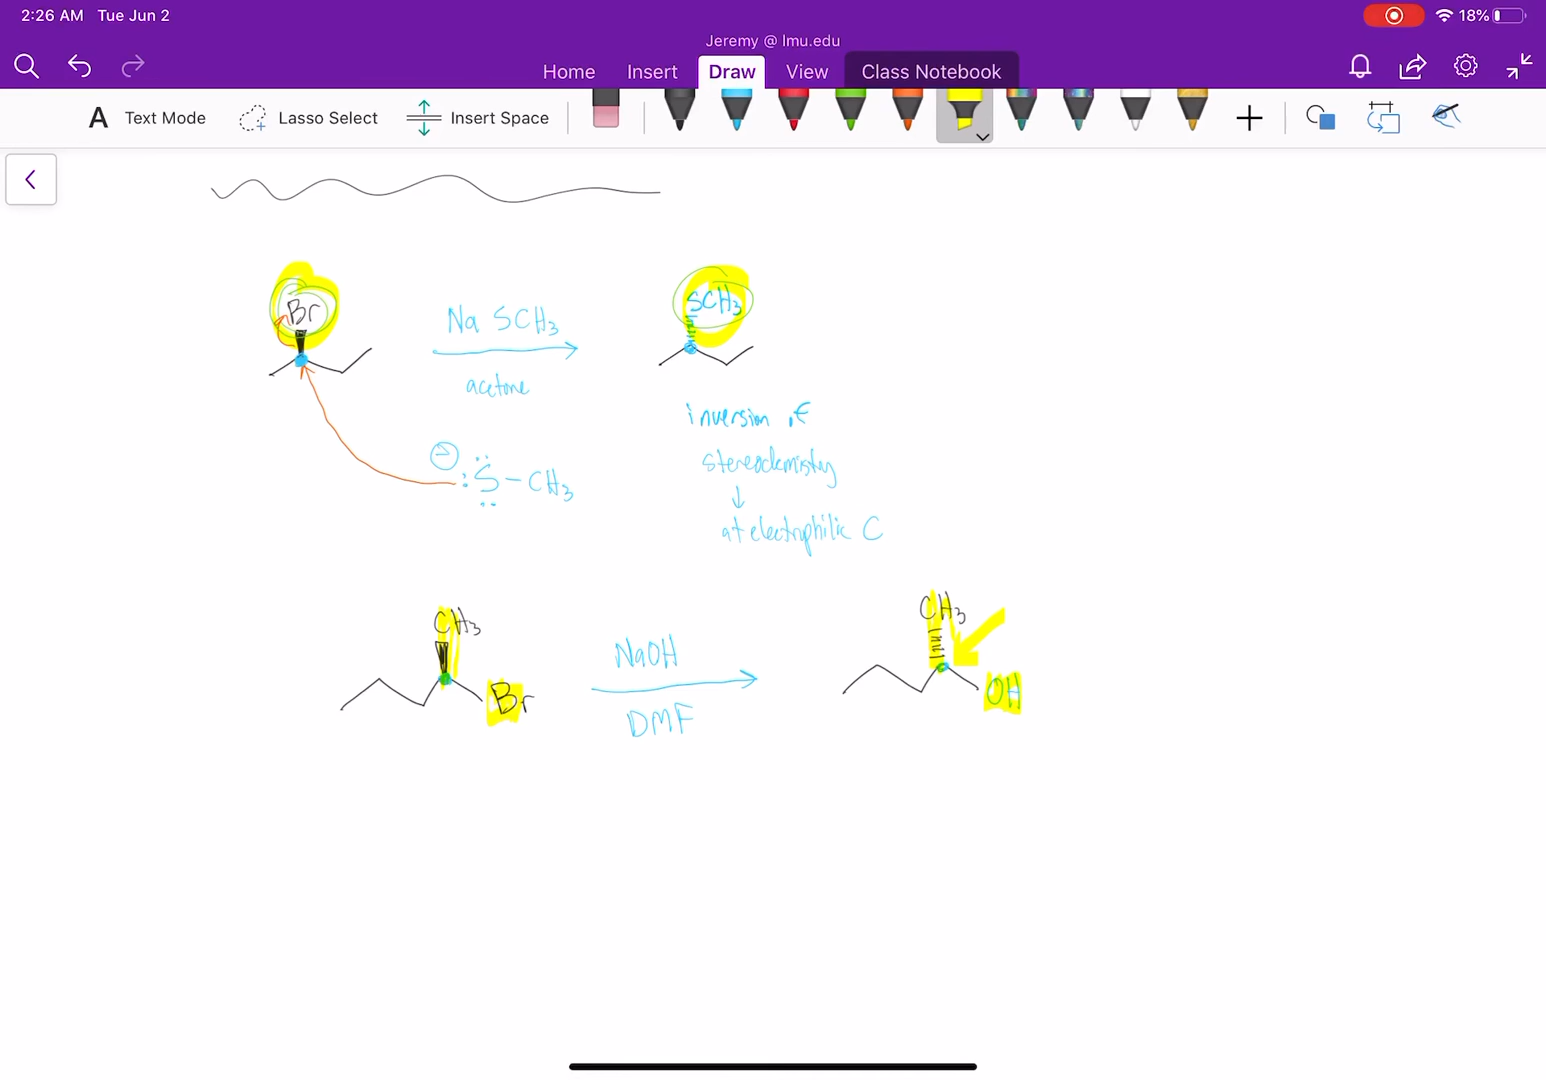 2:26 AM Tue Jun 2
18%
Jeremy @ lmu.edu
Home Insert Draw View Class Notebook
A Text Mode Lasso Select Insert Space
Br
Na SCH3
acetone
SCH3
inversion of
stereochemistry
at electrophilic C
:S-CH3
CH3
Br
NaOH
DMF
CH3
OH